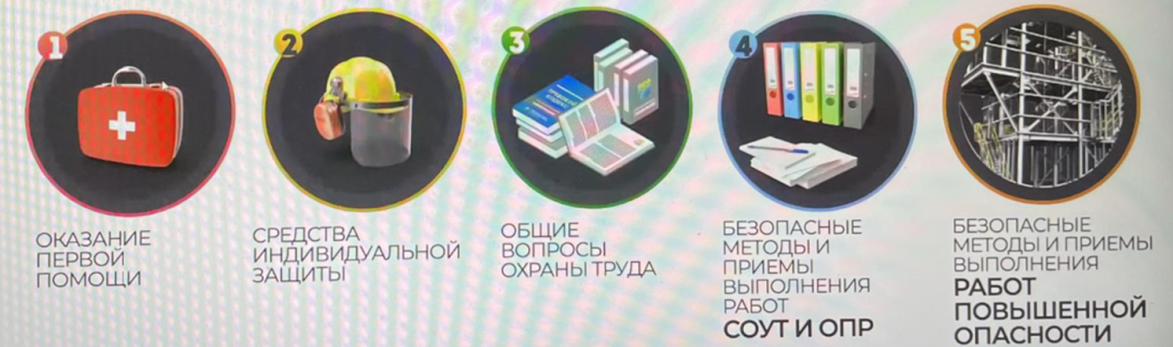 1
ОКАЗАНИЕ
ПЕРВОЙ
ПОМОЩИ
2
СРЕДСТВА
ИНДИВИДУАЛЬНОЙ
ЗАЩИТЫ
3
ОБЩИЕ
ВОПРОСЫ
ОХРАНЫ ТРУДА
4
БЕЗОПАСНЫЕ
МЕТОДЫ И
ПРИЕМЫ
ВЫПОЛНЕНИЯ
РАБОТ
СОУТ И ОПР
5
БЕЗОПАСНЫЕ
МЕТОДЫ И ПРИЕМЫ
ВЫПОЛНЕНИЯ
РАБОТ
ПОВЫШЕННОЙ
ОПАСНОСТИ